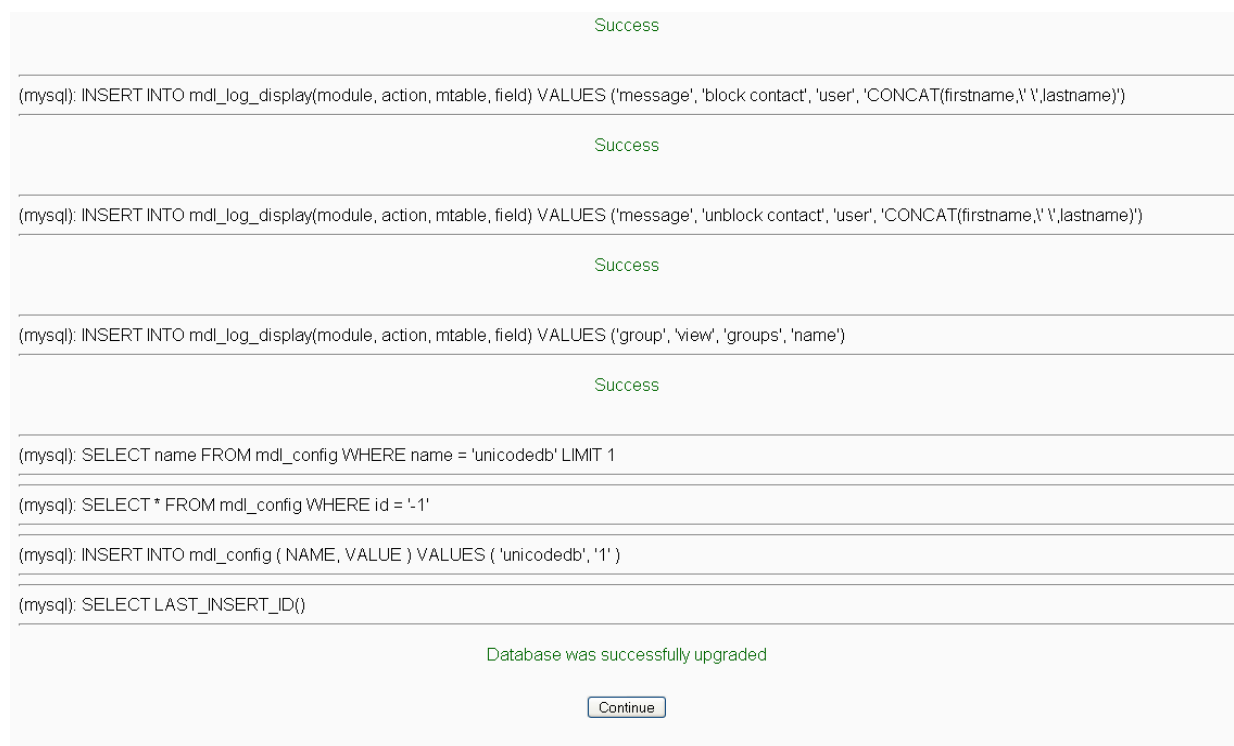 Success
(mysql): INSERT INTO mdl_log_display(module, action, mtable, field) VALUES ('message', 'block contact', 'user', 'CONCAT(firstname,\' \',lastname)')
Success
(mysql): INSERT INTO mdl_log_display(module, action, mtable, field) VALUES ('message', 'unblock contact', 'user', 'CONCAT(firstname,\' \',lastname)')
Success
(mysql): INSERT INTO mdl_log_display(module, action, mtable, field) VALUES ('group', 'view', 'groups', 'name')
Success
(mysql): SELECT name FROM mdl_config WHERE name = 'unicodedb' LIMIT 1
(mysql): SELECT * FROM mdl_config WHERE id = '-1'
(mysql): INSERT INTO mdl_config ( NAME, VALUE ) VALUES ( 'unicodedb', '1' )
(mysql): SELECT LAST_INSERT_ID()
Database was successfully upgraded
Continue